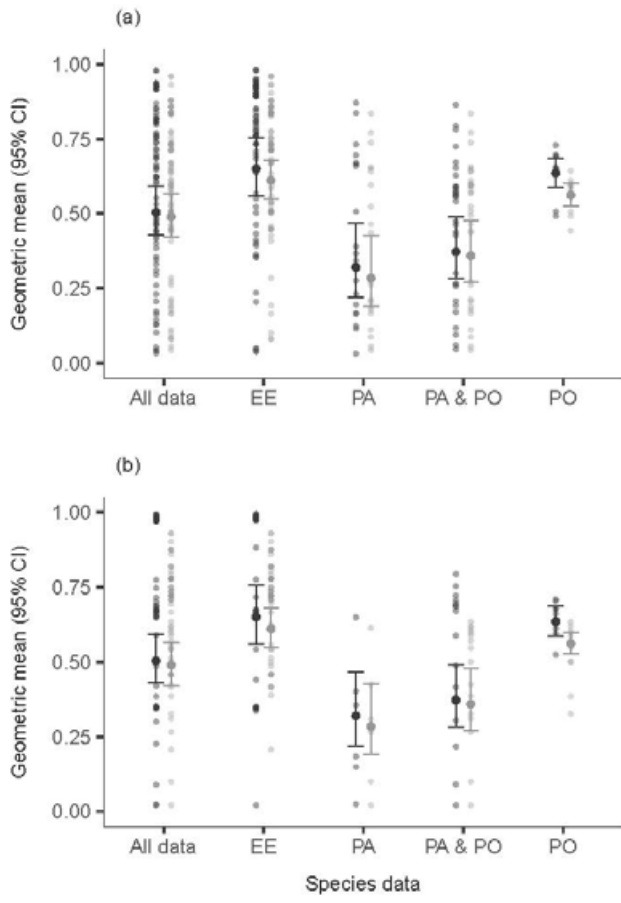 (a)
Geometric mean (95% CI)
1.00
0.75
0.50
0.25
0.00
All data EE PA PA & PO PO
(b)
Geometric mean (95% CI)
1.00
0.75
0.50
0.25
0.00
All data EE PA PA & PO PO
Species data